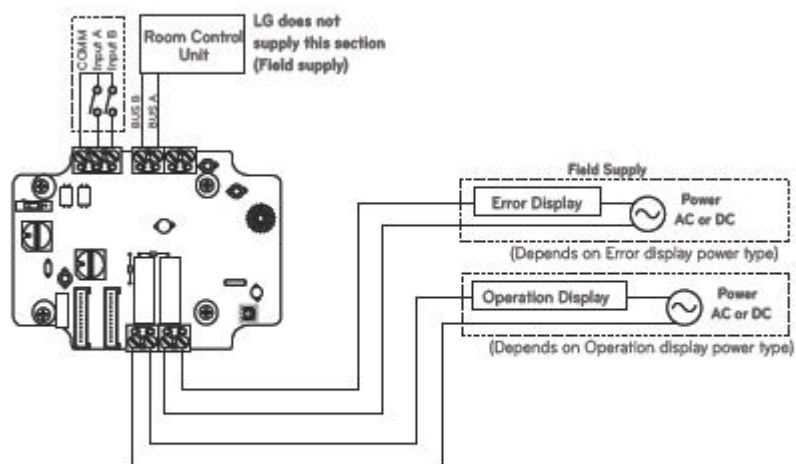 COMM
Input A
Input B
Room Control
Unit
LG does not
supply this section
(Field supply)
BUS B
BUS A
Field Supply
Error Display
Power
AC or DC
(Depends on Error display power type)
Operation Display
Power
AC or DC
(Depends on Operation display power type)